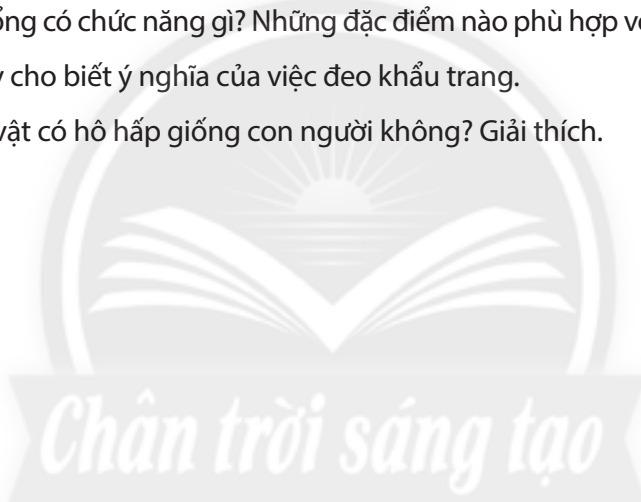 ổng có chức năng gì? Những đặc điểm nào phù hợp v
cho biết ý nghĩa của việc đeo khẩu trang.
vật có hô hấp giống con người không? Giải thích.
Chân trời sáng tạo